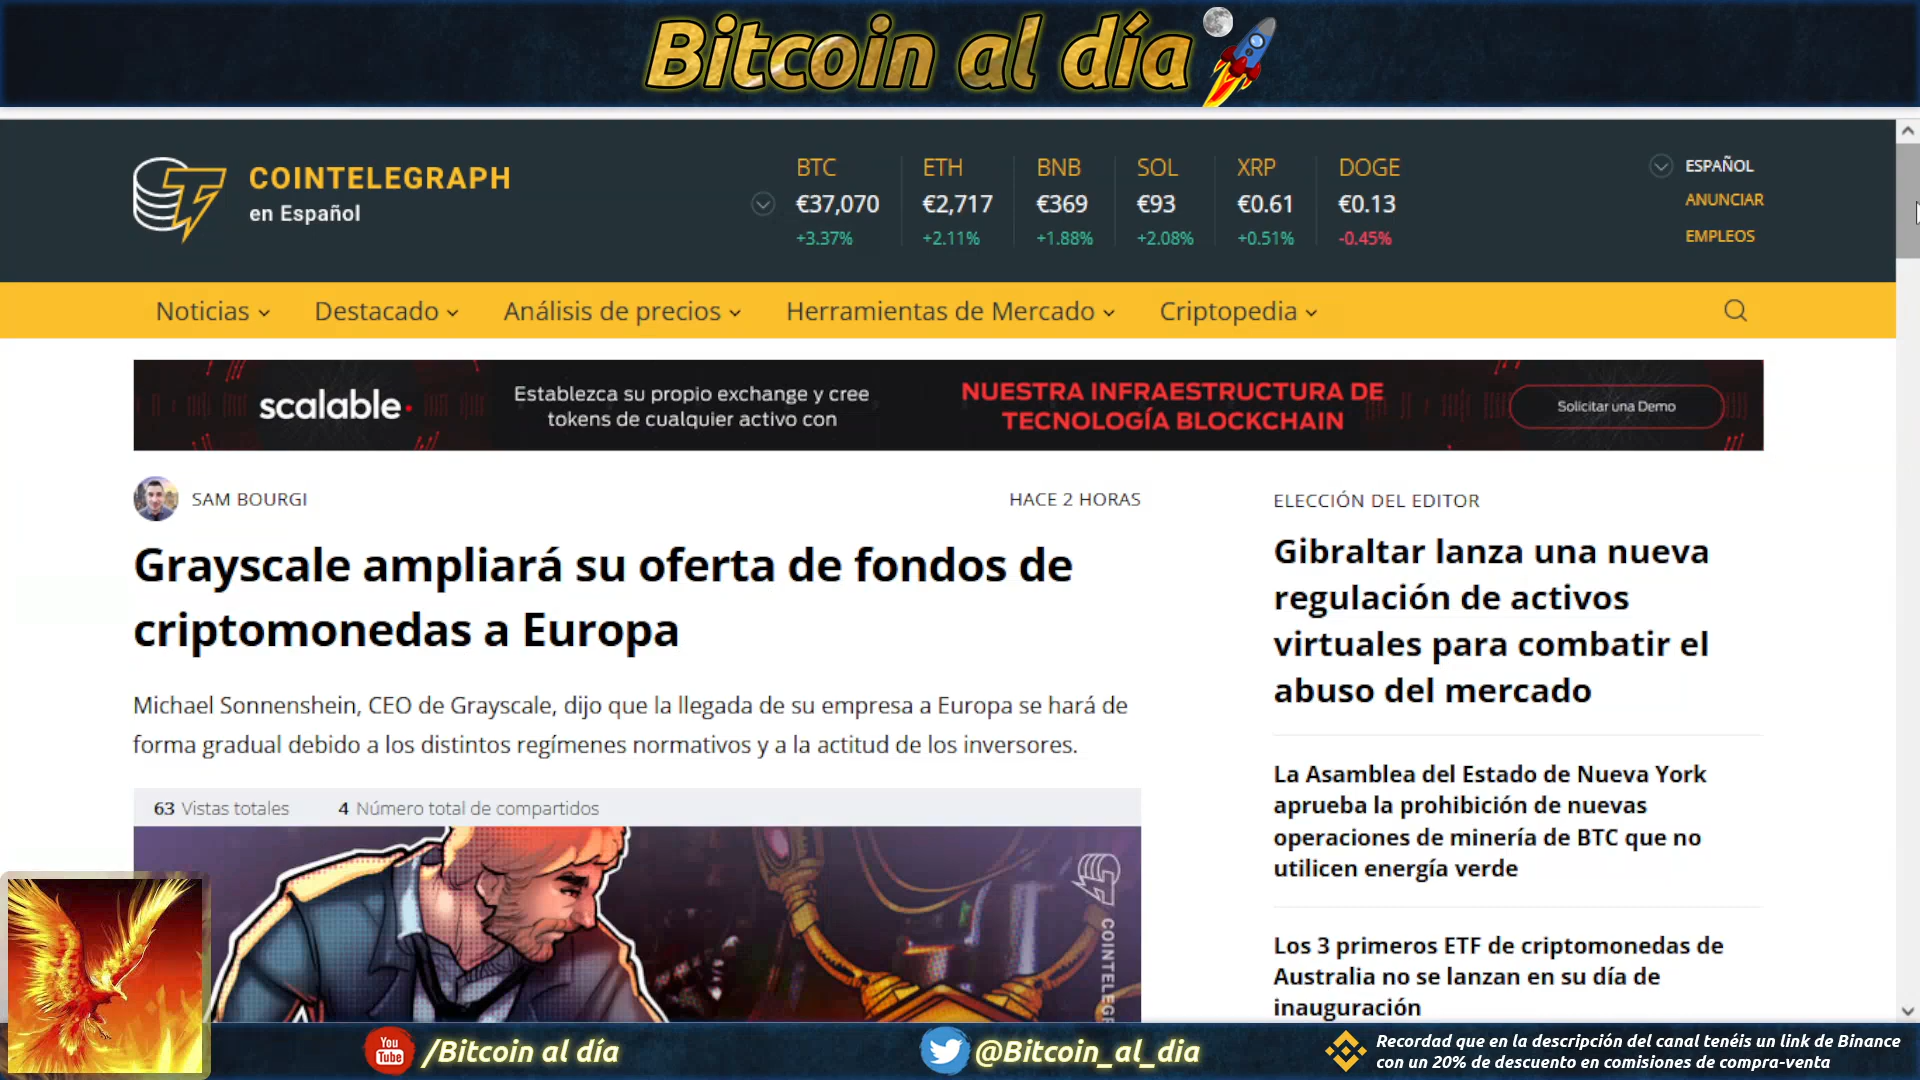 Bitcoin al día
COINTELEGRAPH
en Español
BTC ETH BNB SOL XRP DOGE
€37,070 €2,717 €369 €93 €0.61 €0.13
+3.37% +2.11% +1.88% +2.08% +0.51% -0.45%
ESPAÑOL
ANUNCIAR
EMPLEOS
Noticias Destacado Análisis de precios Herramientas de Mercado Criptopedia
scalable.
Establezca su propio exchange y cree
tokens de cualquier activo con
NUESTRA INFRAESTRUCTURA DE
TECNOLOGÍA BLOCKCHAIN
Solicitar una Demo
SAM BOURGI
HACE 2 HORAS
Grayscale ampliará su oferta de fondos de
criptomonedas a Europa
Michael Sonnenshein, CEO de Grayscale, dijo que la llegada de su empresa a Europa se hará de
forma gradual debido a los distintos regímenes normativos y a la actitud de los inversores.
63 Vistas totales 4 Número total de compartidos
COINTELEGR
ELECCIÓN DEL EDITOR
Gibraltar lanza una nueva
regulación de activos
virtuales para combatir el
abuso del mercado
La Asamblea del Estado de Nueva York
aprueba la prohibición de nuevas
operaciones de minería de BTC que no
utilicen energía verde
Los 3 primeros ETF de criptomonedas de
Australia no se lanzan en su día de
inauguración
You
Tube
/Bitcoin al día
@Bitcoin_al_dia
Recordad que en la descripción del canal tenéis un link de Binance
con un 20% de descuento en comisiones de compra-venta